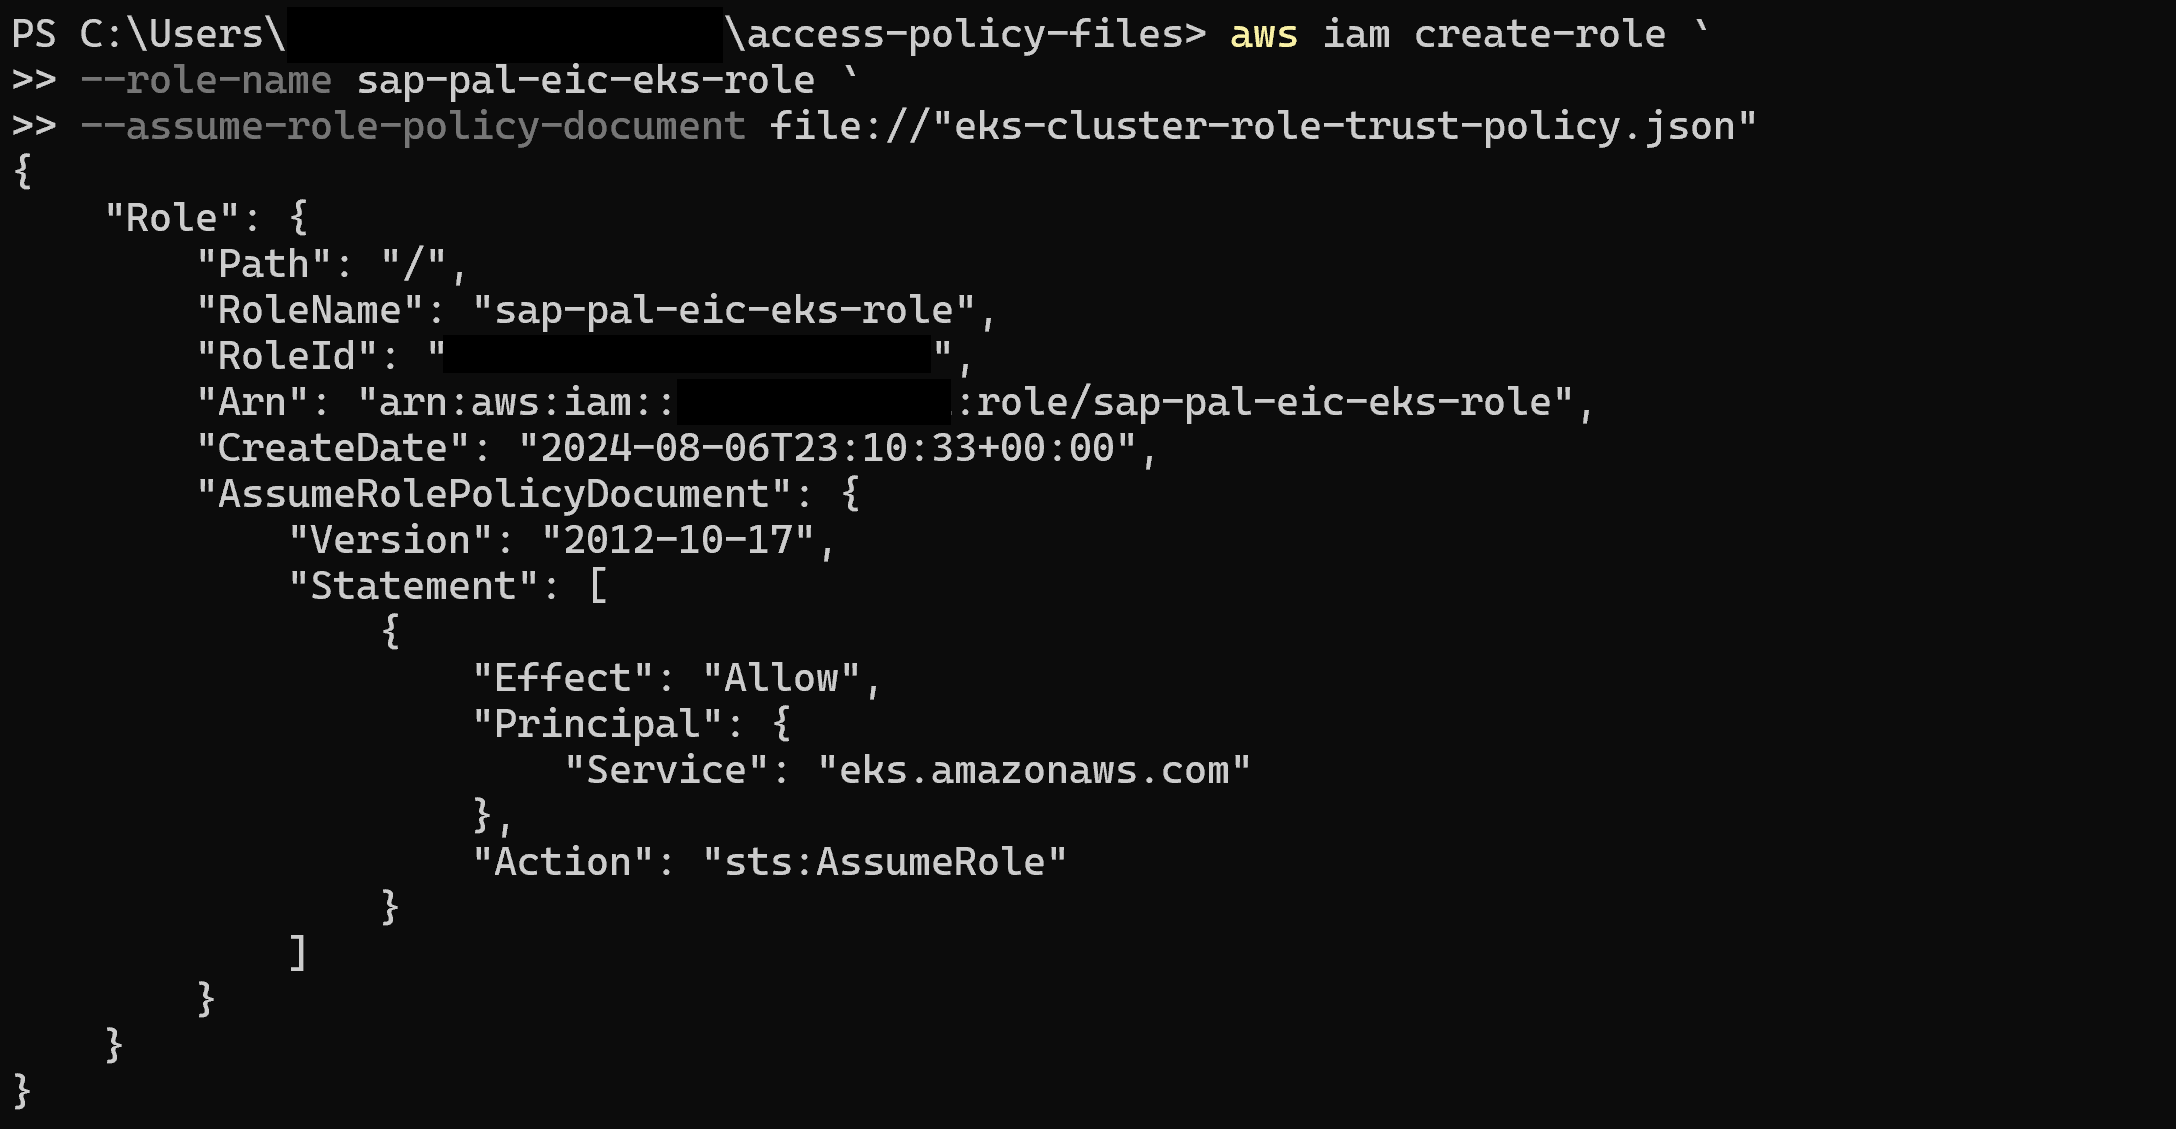 PS C:\Users\ \access-policy-files> aws iam create-role `
>> --role-name sap-pal-eic-eks-role `
>> --assume-role-policy-document file://"eks-cluster-role-trust-policy.json"
{
    "Role": {
        "Path": "/",
        "RoleName": "sap-pal-eic-eks-role",
        "RoleId": " ",
        "Arn": "arn:aws:iam:: :role/sap-pal-eic-eks-role",
        "CreateDate": "2024-08-06T23:10:33+00:00",
        "AssumeRolePolicyDocument": {
            "Version": "2012-10-17",
            "Statement": [
                {
                    "Effect": "Allow",
                    "Principal": {
                        "Service": "eks.amazonaws.com"
                    },
                    "Action": "sts:AssumeRole"
                }
            ]
        }
    }
}